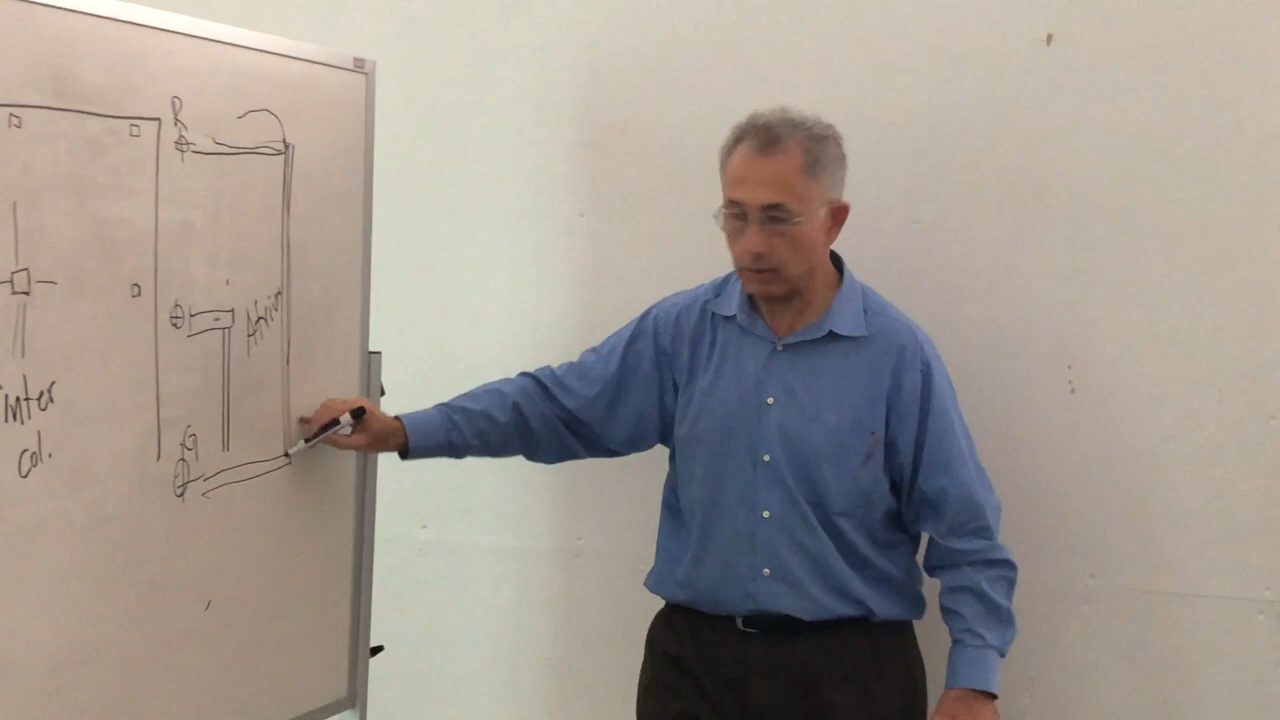 R
Atrium
inter
col.
G